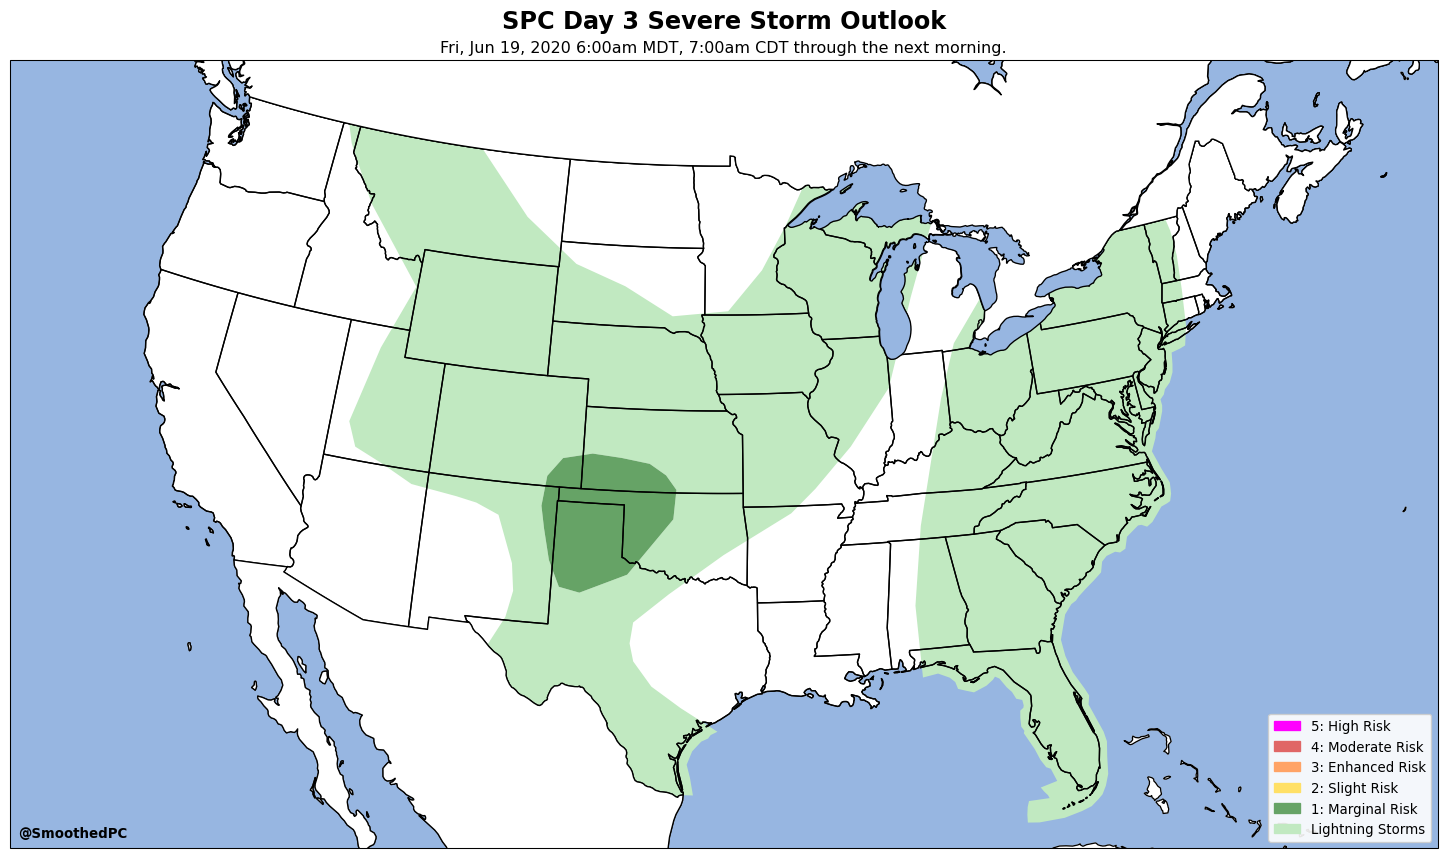 SPC Day 3 Severe Storm Outlook
Fri, Jun 19, 2020 6:00am MDT, 7:00am CDT through the next morning.
5: High Risk
4: Moderate Risk
3: Enhanced Risk
2: Slight Risk
1: Marginal Risk
Lightning Storms
@SmoothedPC